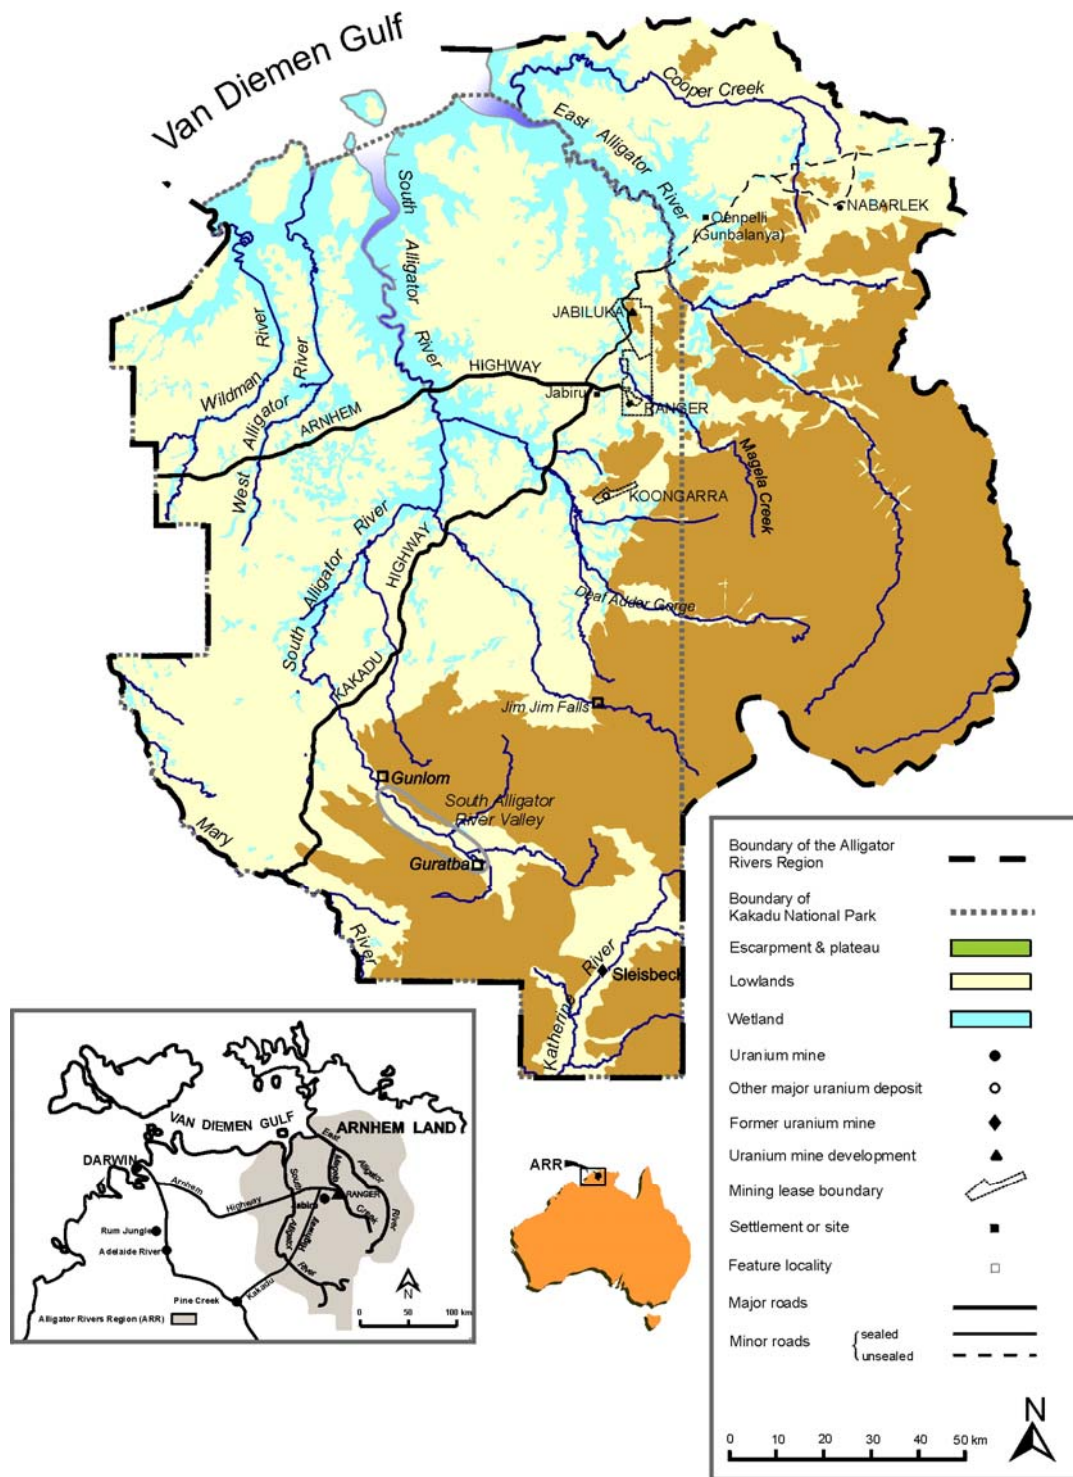 Van Diemen Gulf
Cooper Creek
East Alligator River
South Alligator River
Oenpelli
(Gunbalanya)
NABARLEK
JABILUKA
Wildman River
West Alligator River
ARNHEM HIGHWAY
Jabiru
RANGER
Magela Creek
KOONGARRA
South Alligator River
KAKADU HIGHWAY
Deaf Adder Gorge
Jim Jim Falls
Gunlom
South Alligator
River Valley
Guratba
Mary River
Katherine River
Sleisbeck
Boundary of the Alligator
Rivers Region
Boundary of
Kakadu National Park
Escarpment & plateau
Lowlands
Wetland
Uranium mine
Other major uranium deposit
Former uranium mine
Uranium mine development
Mining lease boundary
Settlement or site
Feature locality
Major roads
Minor roads
sealed
unsealed
N
0 10 20 30 40 50 km
VAN DIEMEN GULF
ARNHEM LAND
DARWIN
Arnhem Highway
East Alligator River
Magela Creek
South Alligator River
RANGER
Jabiru
Kakadu Highway
Rum Jungle
Adelaide River
Pine Creek
N
Alligator Rivers Region (ARR)
0 50 100 km
ARR